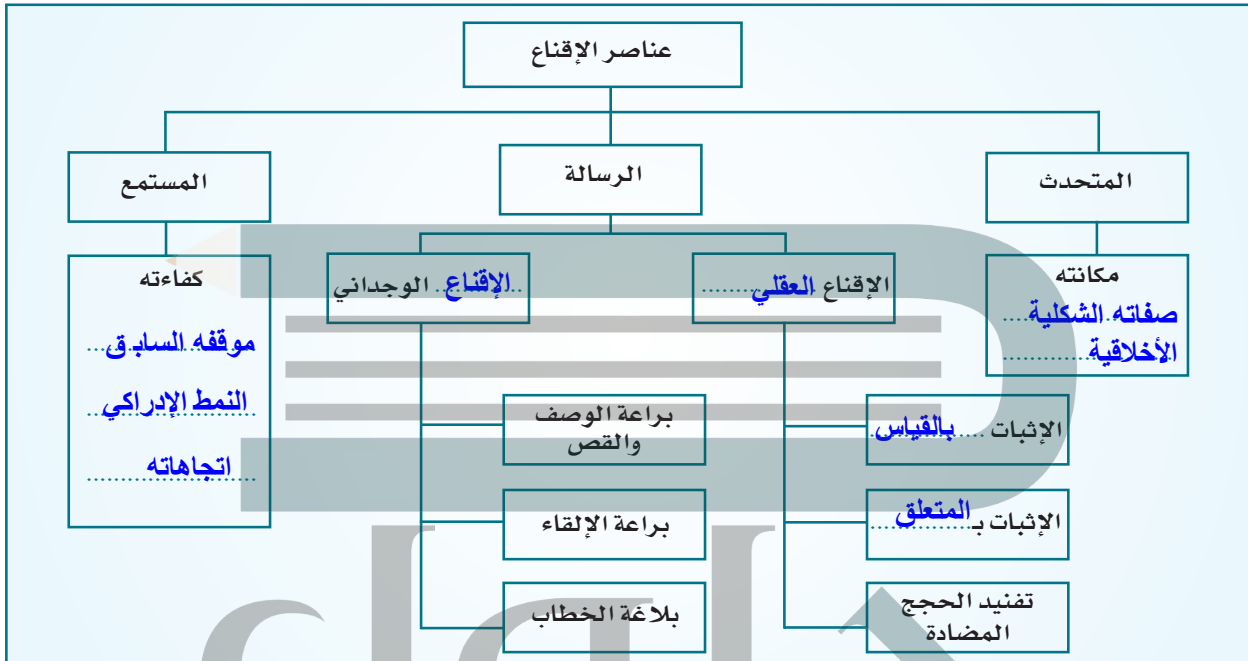 عناصر الإقناع
المتحدث
الرسالة
المستمع
مكانته
صفاته الشكلية
الأخلاقية
الإقناع العقلي
الإقناع الوجداني
كفاءته
موقفه السابق
النمط الإدراكي
اتجاهاته
الإثبات بالقياس
الإثبات بـ المتعلق
تفنيد الحجج
المضادة
براعة الوصف
والقص
براعة الإلقاء
بلاغة الخطاب